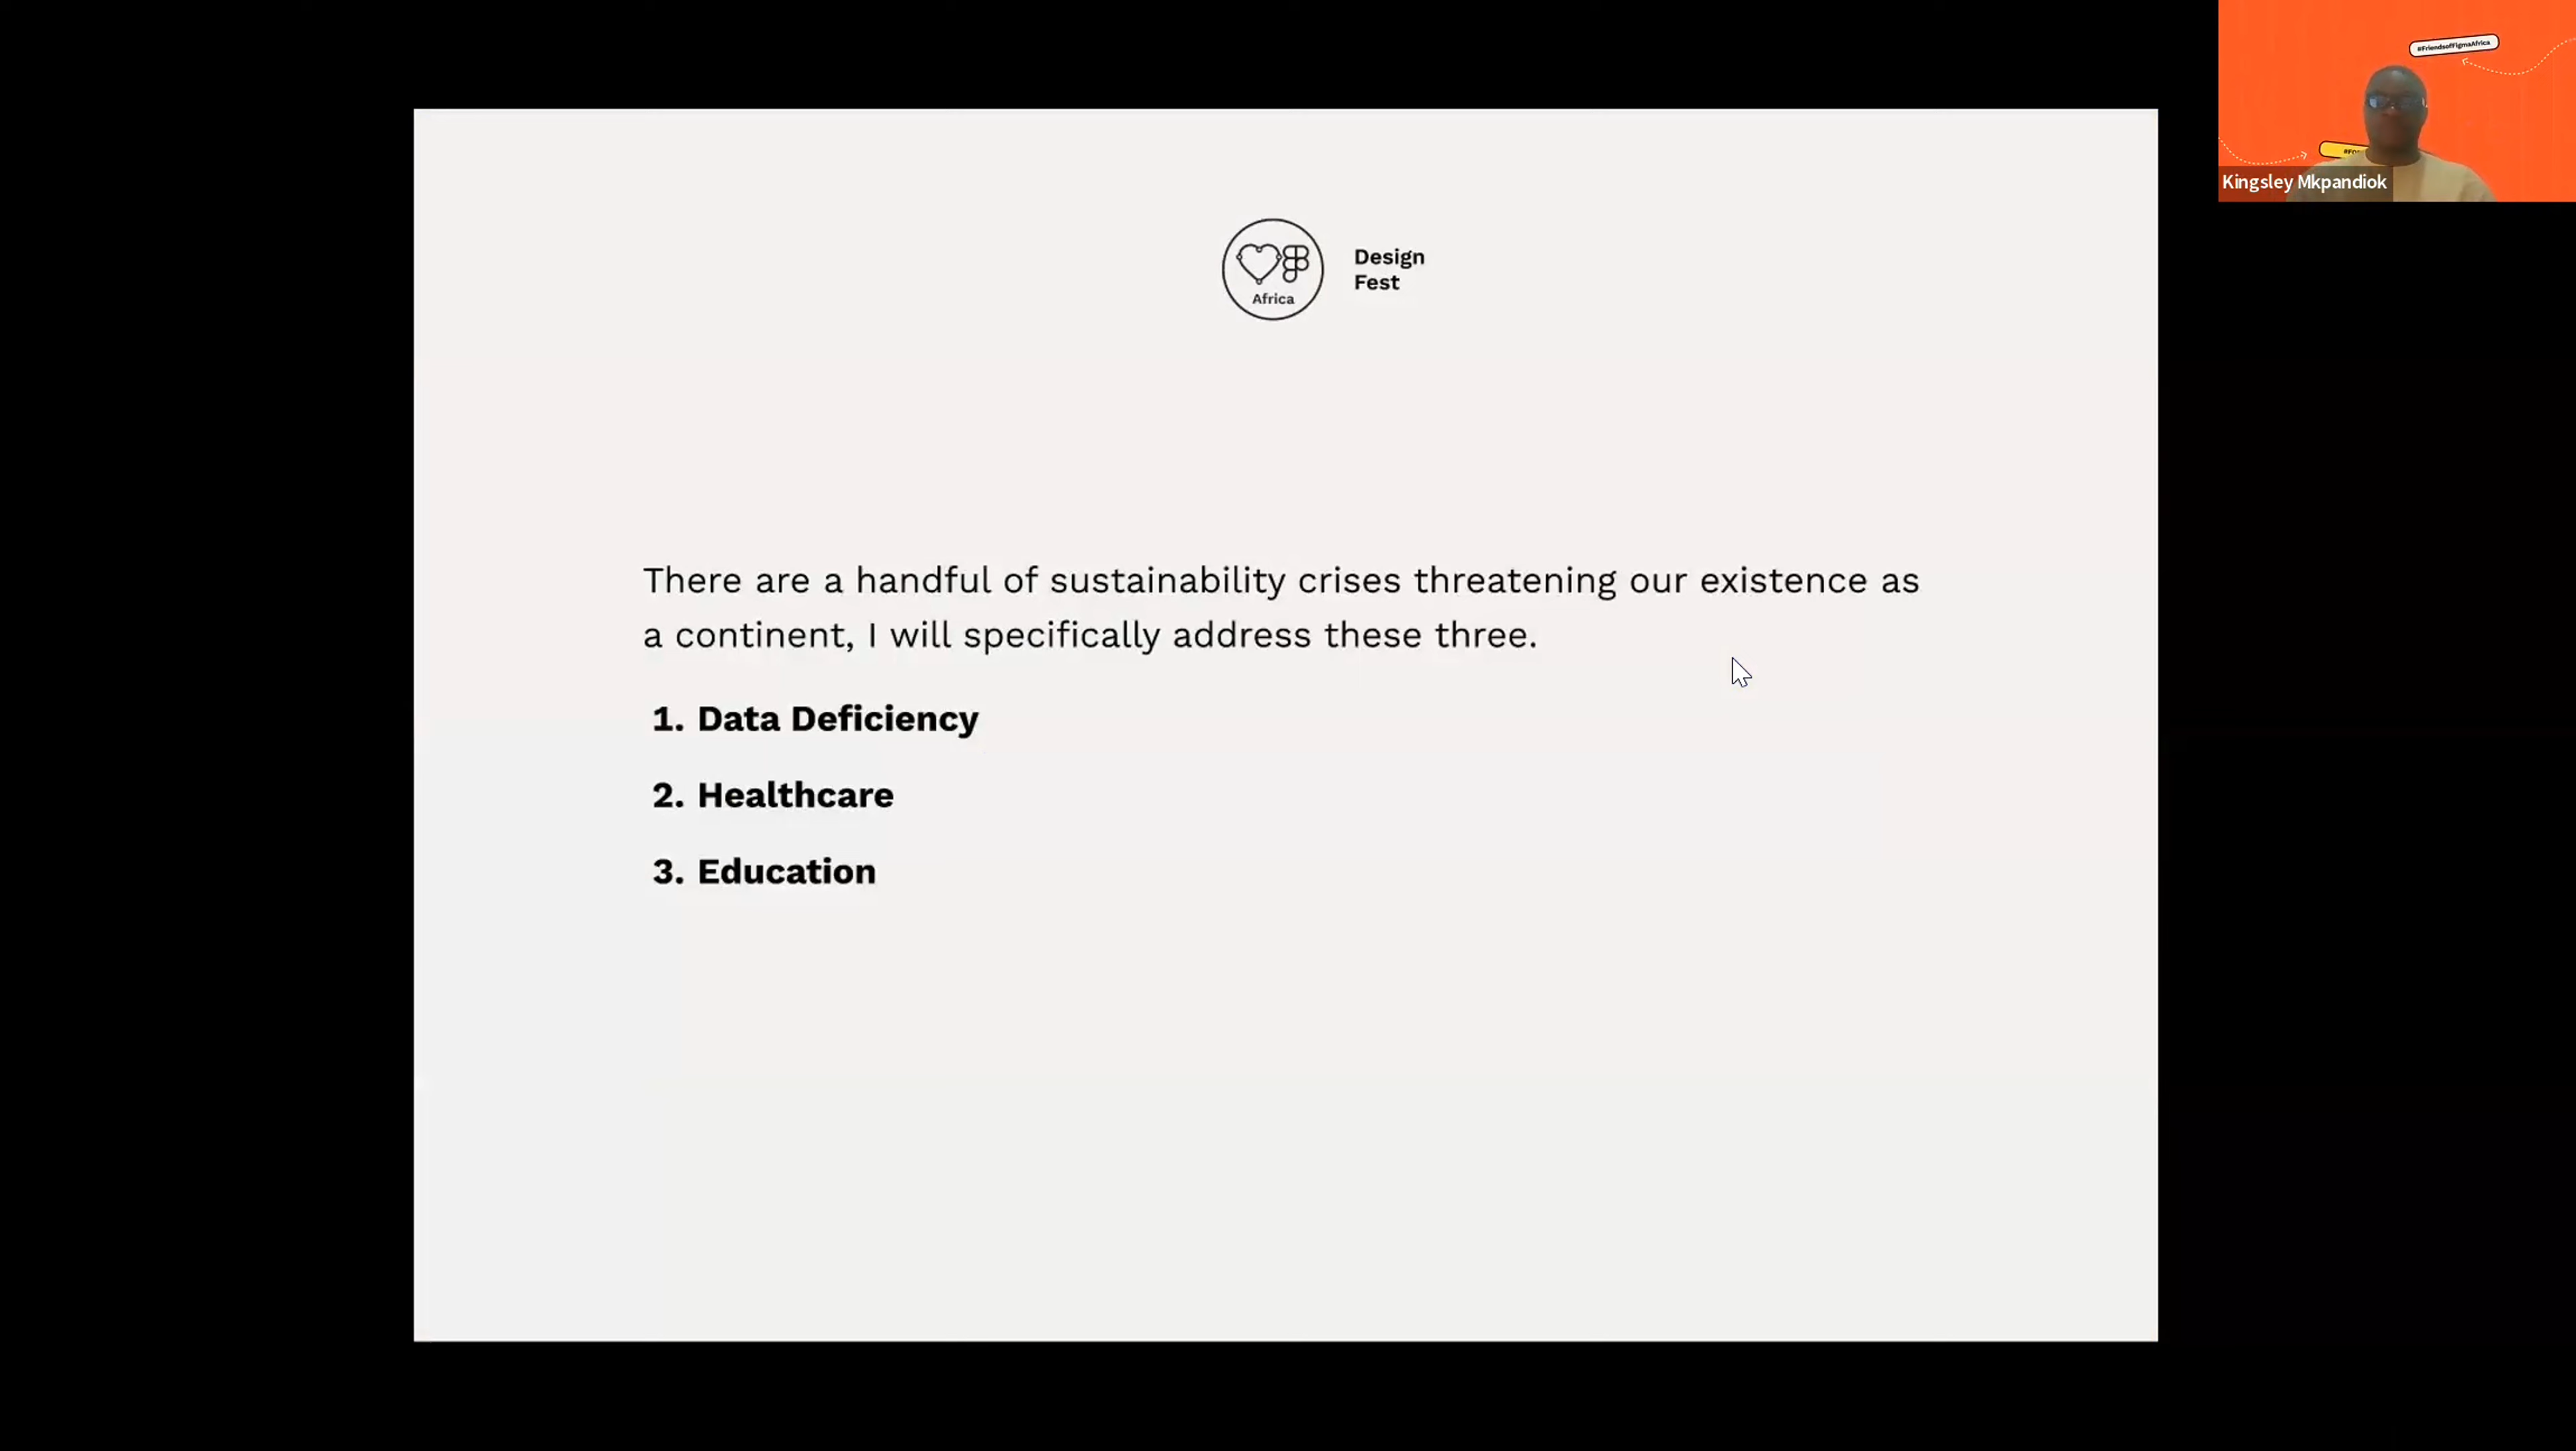 #FriendsofFigmaAfrica
Kingsley Mkpandiok
Africa
Design
Fest
There are a handful of sustainability crises threatening our existence as
a continent, I will specifically address these three.
1. Data Deficiency
2. Healthcare
3. Education